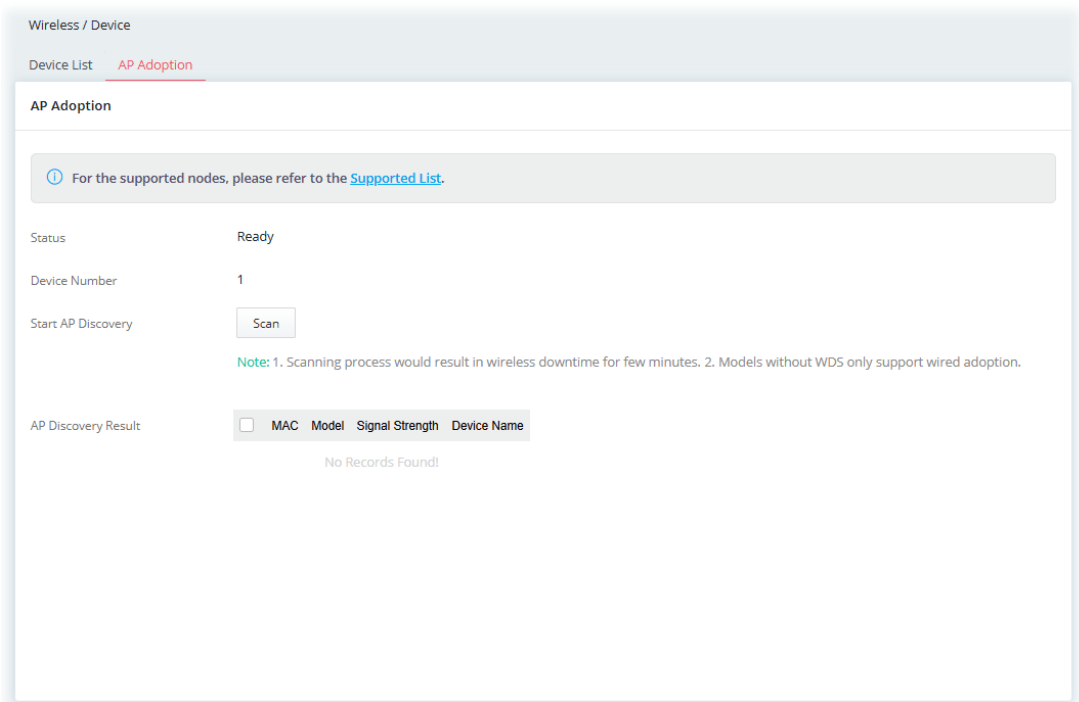 Wireless / Device
Device List AP Adoption
AP Adoption
For the supported nodes, please refer to the Supported List.
Status Ready
Device Number 1
Start AP Discovery Scan
Note: 1. Scanning process would result in wireless downtime for few minutes. 2. Models without WDS only support wired adoption.
AP Discovery Result MAC Model Signal Strength Device Name
No Records Found!